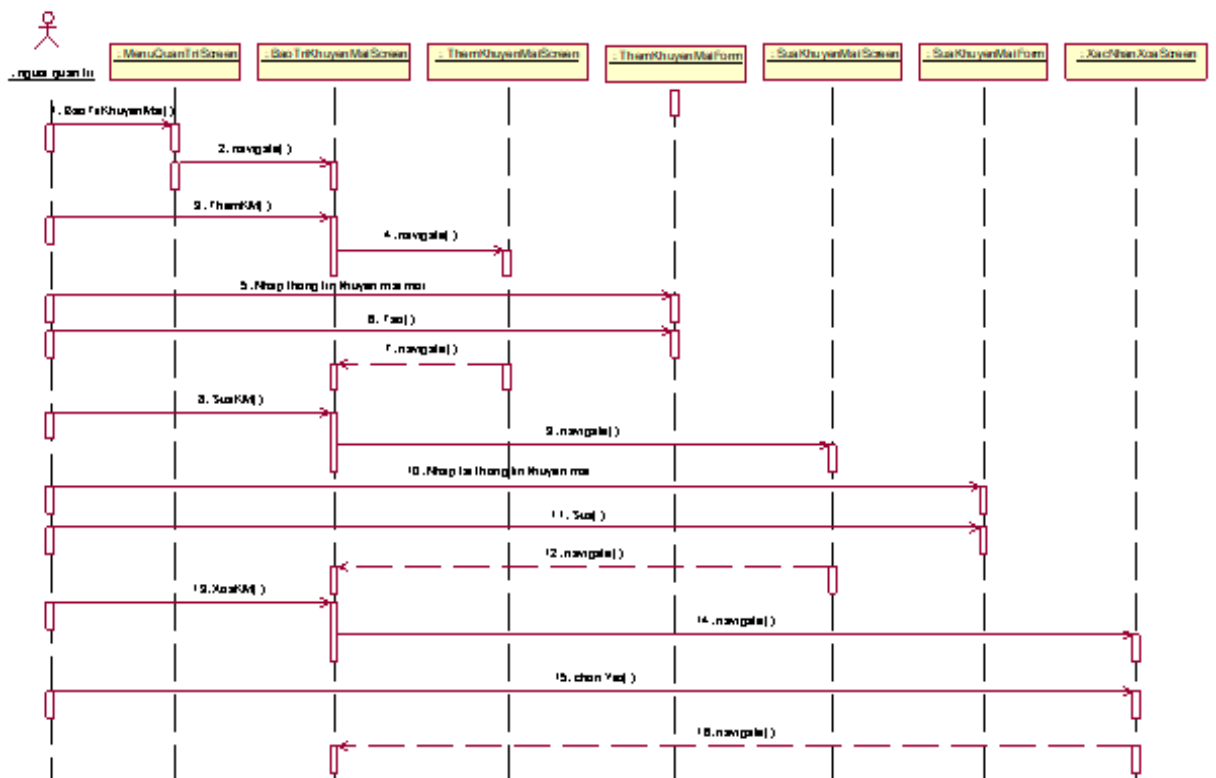 : nguoi quan tri
: MenuQuanTriScreen
: BaoTriKhuyenMaiScreen
: ThemKhuyenMaiScreen
: ThemKhuyenMaiForm
: SuaKhuyenMaiScreen
: SuaKhuyenMaiForm
: XacNhanXoaScreen
1. BaoTriKhuyenMai( )
2. navigate( )
3. ThemKM( )
4. navigate( )
5. Nhap thong tin khuyen mai moi
6. Tao( )
7. navigate( )
8. SuaKM( )
9. navigate( )
10. Nhap lai thong tin khuyen mai
11. Sua( )
12. navigate( )
13. XoaKM( )
14. navigate( )
15. chon Yes( )
16. navigate( )